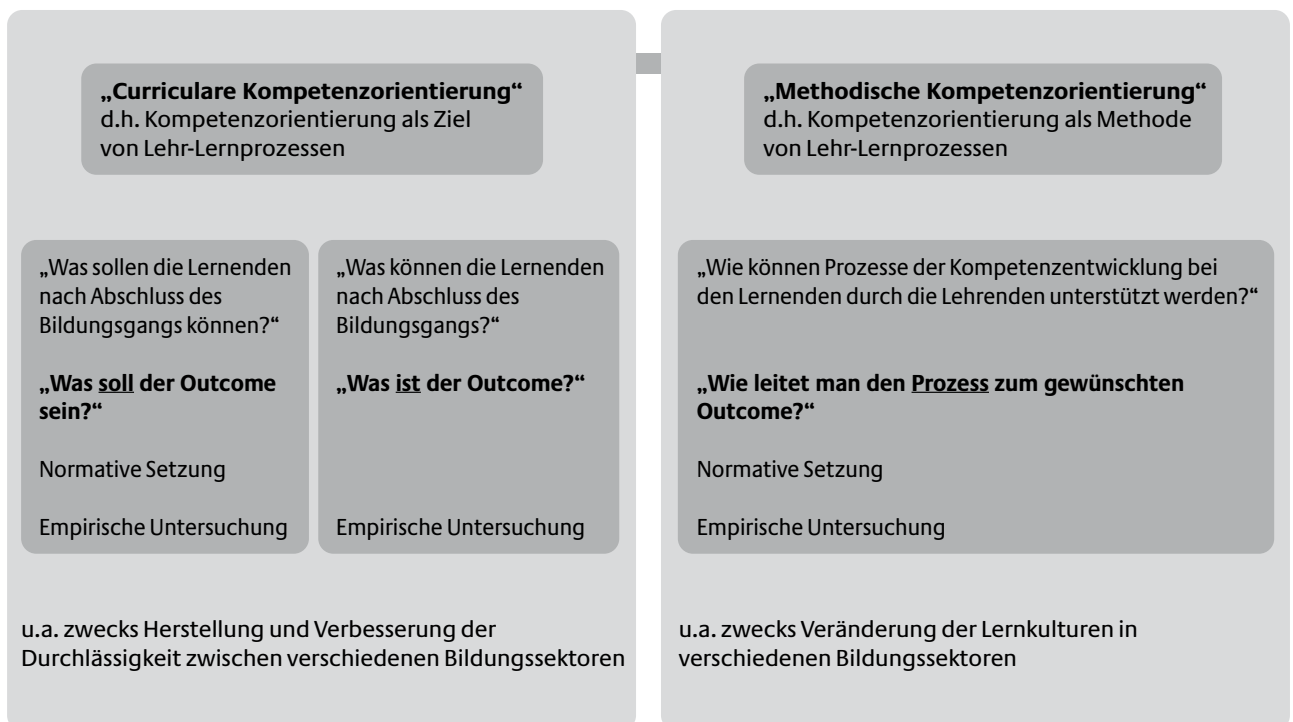 „Curriculare Kompetenzorientierung“
d.h. Kompetenzorientierung als Ziel
von Lehr-Lernprozessen
„Was sollen die Lernenden
nach Abschluss des
Bildungsgangs können?“
„Was soll der Outcome
sein?“
Normative Setzung
Empirische Untersuchung
„Was können die Lernenden
nach Abschluss des
Bildungsgangs?“
„Was ist der Outcome?“
Empirische Untersuchung
u.a. zwecks Herstellung und Verbesserung der
Durchlässigkeit zwischen verschiedenen Bildungssektoren
„Methodische Kompetenzorientierung“
d.h. Kompetenzorientierung als Methode
von Lehr-Lernprozessen
„Wie können Prozesse der Kompetenzentwicklung bei
den Lernenden durch die Lehrenden unterstützt werden?“
„Wie leitet man den Prozess zum gewünschten
Outcome?“
Normative Setzung
Empirische Untersuchung
u.a. zwecks Veränderung der Lernkulturen in
verschiedenen Bildungssektoren